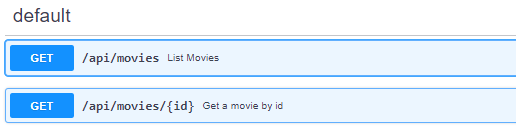 default
GET /api/movies List Movies
GET /api/movies/{id} Get a movie by id